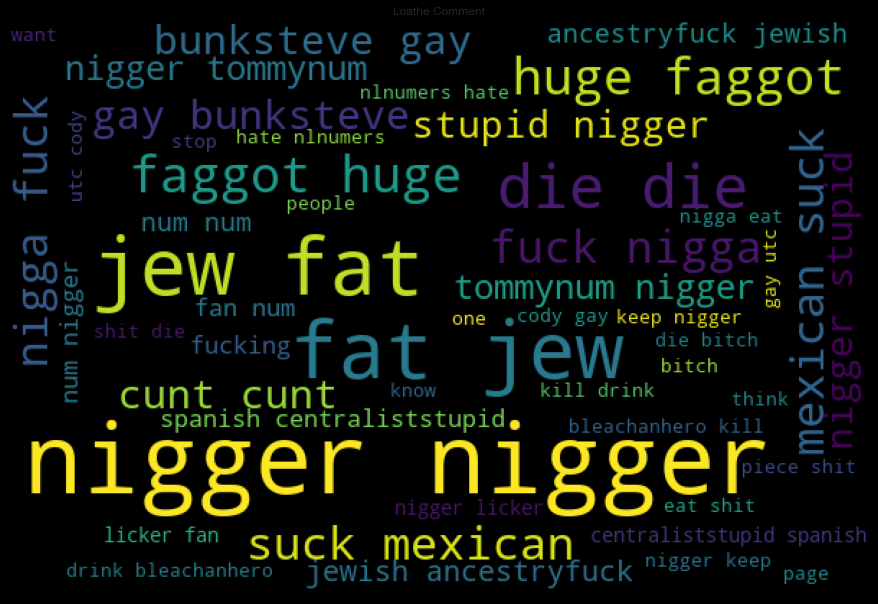 Loathe Comment
want
bunksteve gay
ancestryfuck jewish
nigger tommynum
huge faggot
nlnumers hate
gay bunksteve
stupid nigger
utc cody
stop
hate nlnumers
nigga fuck
faggot huge
die die
mexican suck
nigger stupid
people
num num
nigga eat
fuck nigga
gay utc
jew fat
tommynum nigger
num nigger
fan num
one
cody gay
keep nigger
shit die
fucking
fat jew
die bitch
bitch
cunt cunt
know
kill drink
think
spanish centraliststupid
bleachanhero kill
nigger nigger
piece shit
nigger licker
eat shit
licker fan
suck mexican
centraliststupid spanish
drink bleachanhero
jewish ancestryfuck
nigger keep
page